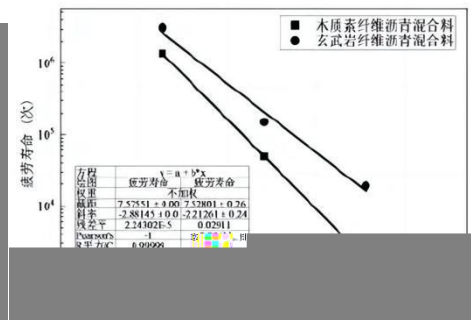 木质素纤维沥青混合料
玄武岩纤维沥青混合料
疲劳寿命（次）
10⁶
10⁵
10⁴
方程 y = a + b*x
绘图 疲劳寿命 疲劳寿命
权重 不加权
截距 7.57551 ± 0.00 7.52801 ± 0.26
斜率 -2.88145 ± 0.0 -2.21261 ± 0.24
残差平 2.24302E-5 0.02911
Pearson's -1
R平方(C 0.99999